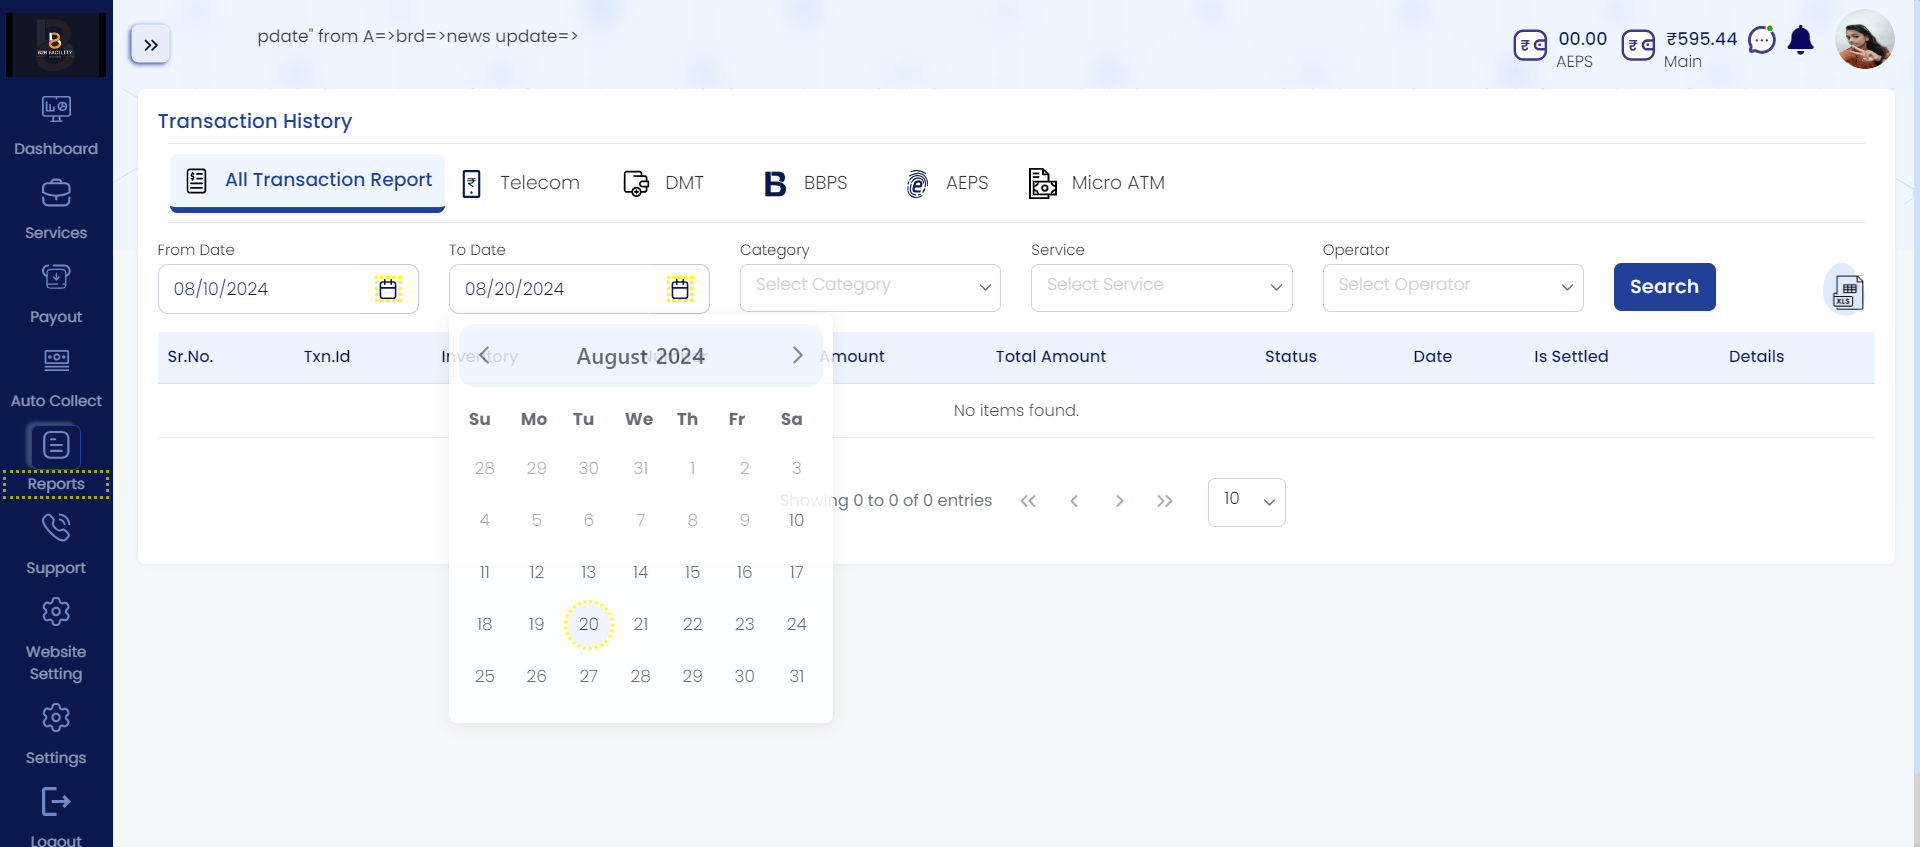 B2B FACILITY
pdate" from A=>brd=>news update=>
00.00
AEPS
₹595.44
Main
Dashboard
Services
Payout
Auto Collect
Reports
Support
Website
Setting
Settings
Logout
Transaction History
All Transaction Report
Telecom
DMT
BBPS
AEPS
Micro ATM
From Date
To Date
Category
Service
Operator
08/10/2024
08/20/2024
Select Category
Select Service
Select Operator
Search
XLS
Sr.No. Txn.Id Inventory Number Amount Total Amount Status Date Is Settled Details
No items found.
August 2024
Su Mo Tu We Th Fr Sa
28 29 30 31 1 2 3
4 5 6 7 8 9 10
11 12 13 14 15 16 17
18 19 20 21 22 23 24
25 26 27 28 29 30 31
Showing 0 to 0 of 0 entries
10